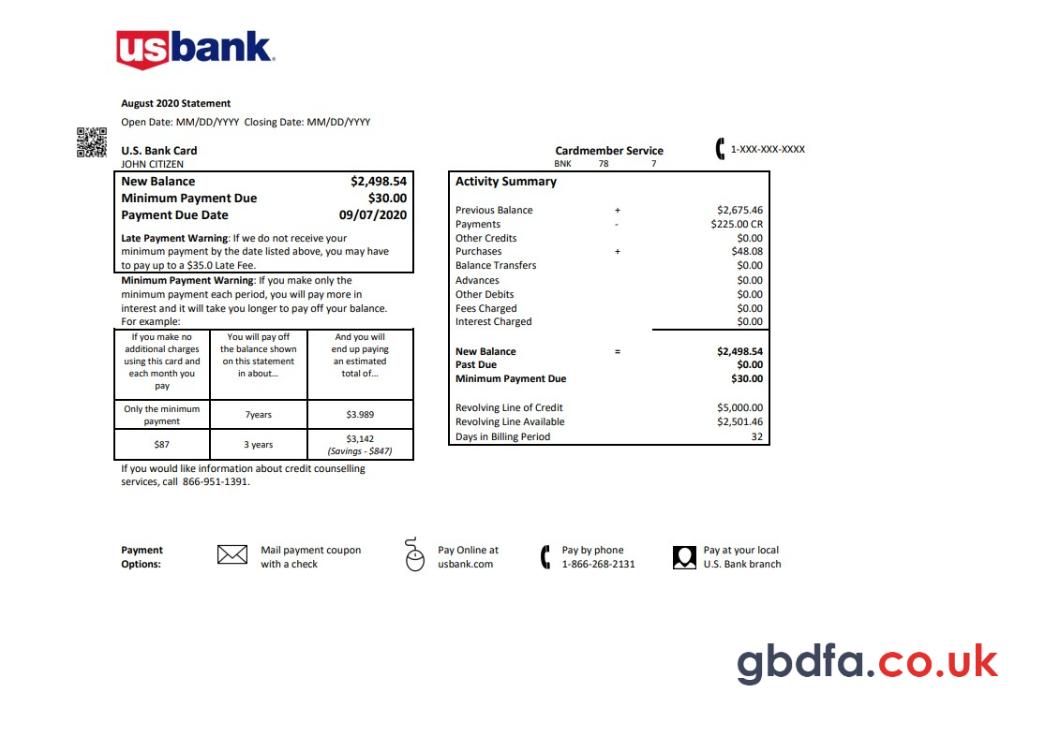 usbank.
August 2020 Statement
Open Date: MM/DD/YYYY Closing Date: MM/DD/YYYY
U.S. Bank Card
JOHN CITIZEN
Cardmember Service
1-XXX-XXX-XXXX
BNK 78 7
New Balance $2,498.54
Minimum Payment Due $30.00
Payment Due Date 09/07/2020
Late Payment Warning: If we do not receive your
minimum payment by the date listed above, you may have
to pay up to a $35.0 Late Fee.
Minimum Payment Warning: If you make only the
minimum payment each period, you will pay more in
interest and it will take you longer to pay off your balance.
For example:
If you make no
additional charges
using this card and
each month you
pay
You will pay off
the balance shown
on this statement
in about...
And you will
end up paying
an estimated
total of...
Only the minimum
payment
7years
$3.989
$87
3 years
$3,142
(Savings - $847)
If you would like information about credit counselling
services, call 866-951-1391.
Activity Summary
Previous Balance + $2,675.46
Payments - $225.00 CR
Other Credits $0.00
Purchases + $48.08
Balance Transfers $0.00
Advances $0.00
Other Debits $0.00
Fees Charged $0.00
Interest Charged $0.00
New Balance = $2,498.54
Past Due $0.00
Minimum Payment Due $30.00
Revolving Line of Credit $5,000.00
Revolving Line Available $2,501.46
Days in Billing Period 32
Payment
Options:
Mail payment coupon
with a check
Pay Online at
usbank.com
Pay by phone
1-866-268-2131
Pay at your local
U.S. Bank branch
gbdfa.co.uk